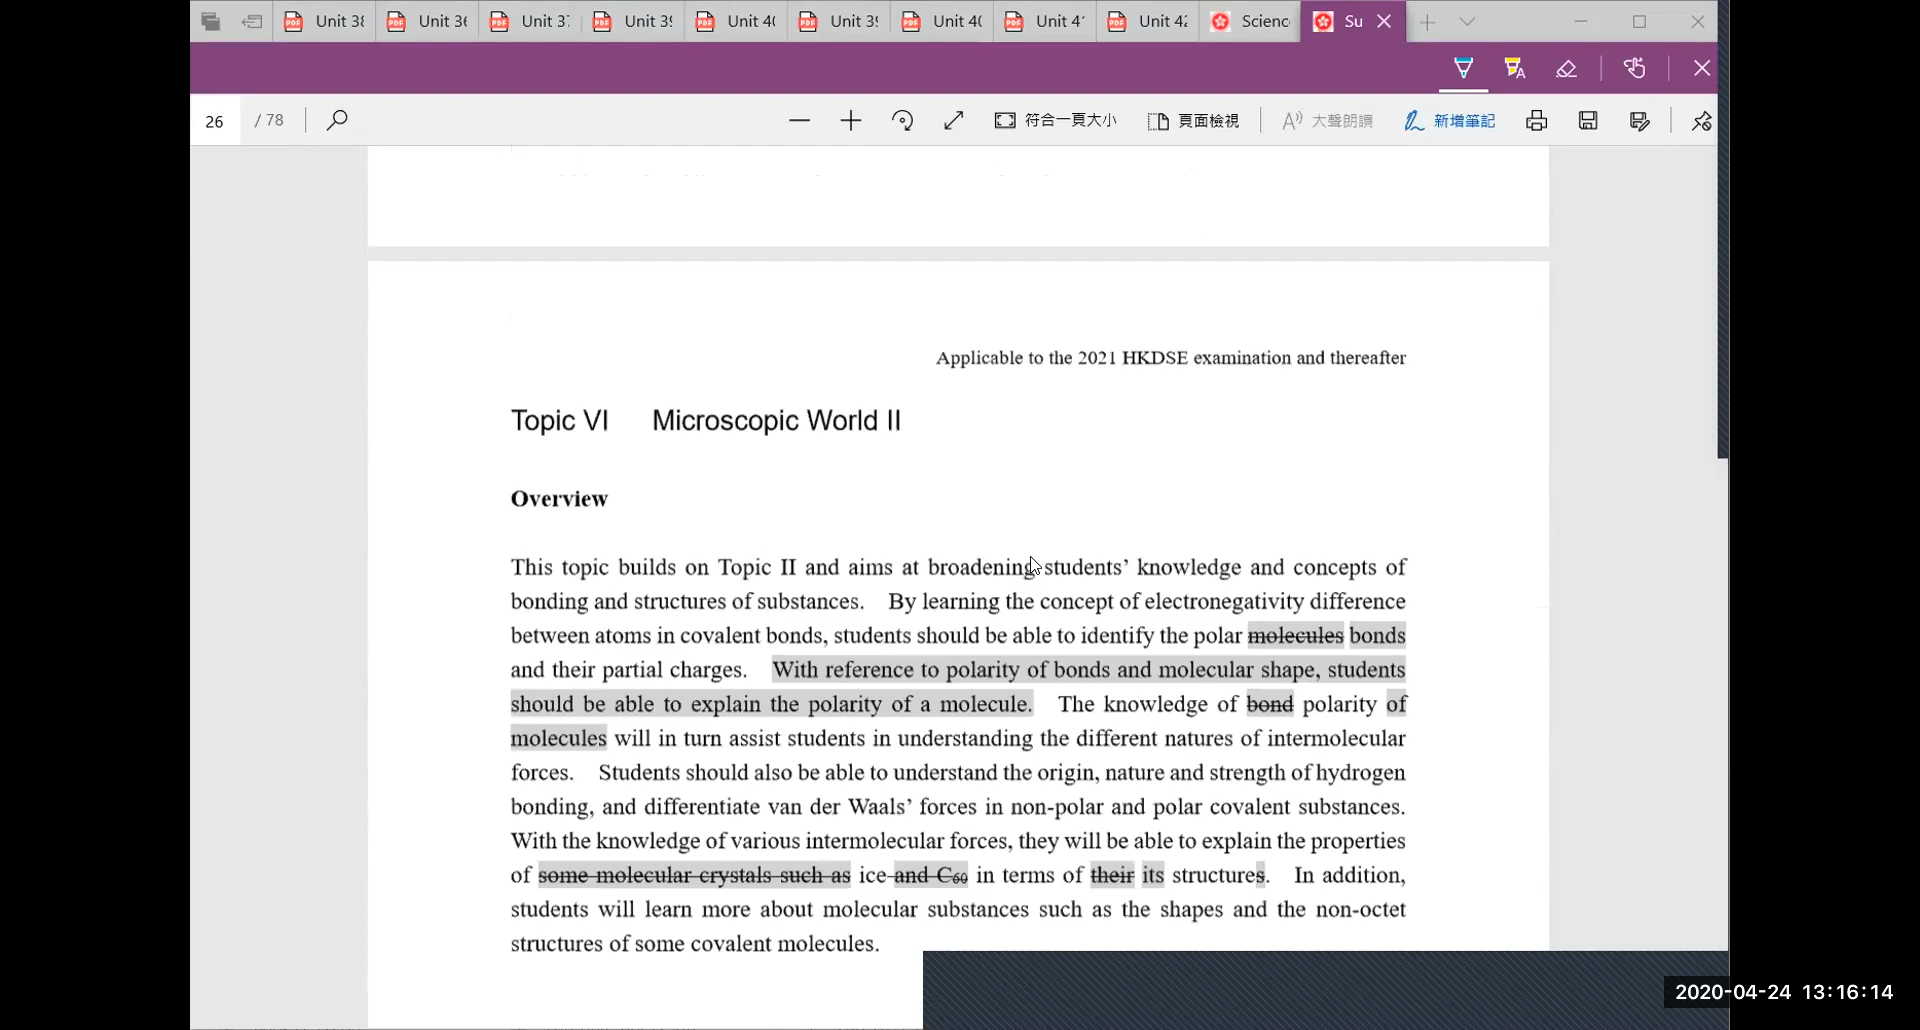 Unit 38
Unit 36
Unit 37
Unit 39
Unit 40
Unit 39
Unit 40
Unit 41
Unit 42
Scienc
Su
26 / 78
符合一頁大小
頁面檢視
大聲朗讀
新增筆記
Applicable to the 2021 HKDSE examination and thereafter
Topic VI Microscopic World II
Overview
This topic builds on Topic II and aims at broadening students’ knowledge and concepts of
bonding and structures of substances. By learning the concept of electronegativity difference
between atoms in covalent bonds, students should be able to identify the polar molecules bonds
and their partial charges. With reference to polarity of bonds and molecular shape, students
should be able to explain the polarity of a molecule. The knowledge of bond polarity of
molecules will in turn assist students in understanding the different natures of intermolecular
forces. Students should also be able to understand the origin, nature and strength of hydrogen
bonding, and differentiate van der Waals’ forces in non-polar and polar covalent substances.
With the knowledge of various intermolecular forces, they will be able to explain the properties
of some molecular crystals such as ice and C60 in terms of their its structures. In addition,
students will learn more about molecular substances such as the shapes and the non-octet
structures of some covalent molecules.
2020-04-24 13:16:14